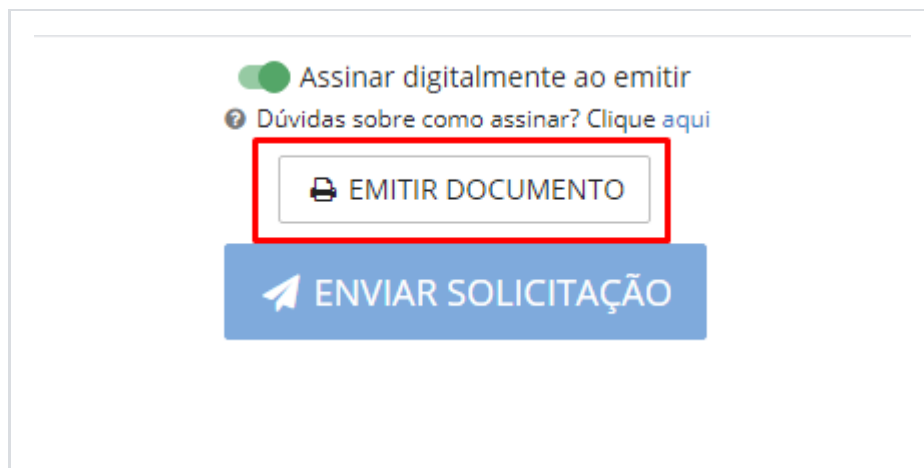 Assinar digitalmente ao emitir
Dúvidas sobre como assinar? Clique aqui
EMITIR DOCUMENTO
ENVIAR SOLICITAÇÃO